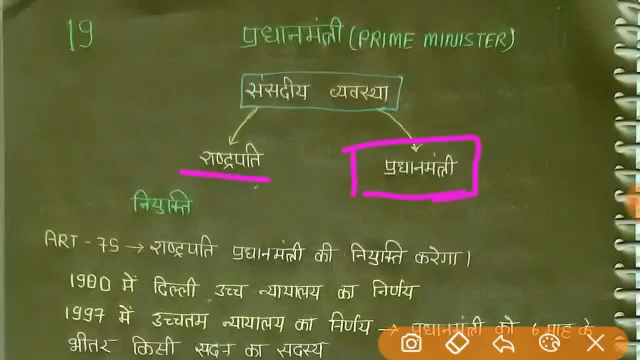 19
प्रधानमंत्री (PRIME MINISTER)
संसदीय व्यवस्था
राष्ट्रपति प्रधानमंत्री
नियुक्ति
ART-75 → राष्ट्रपति प्रधानमंत्री की नियुक्ति करेगा।
1980 में दिल्ली उच्च न्यायालय का निर्णय
1997 में उच्चतम न्यायालय का निर्णय → प्रधानमंत्री को 6 माह के
भीतर किसी सदन का सदस्य